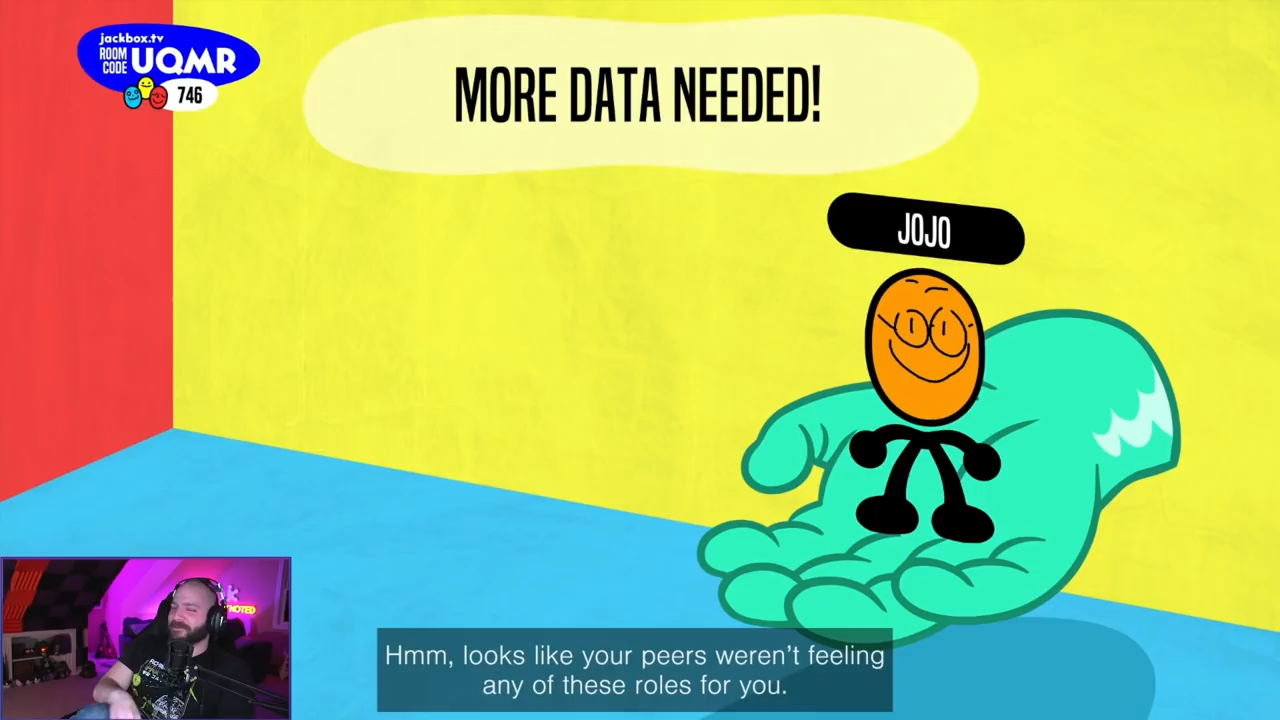 jackbox.tv
ROOM
CODE
UQMR
746
MORE DATA NEEDED!
JOJO
Hmm, looks like your peers weren't feeling
any of these roles for you.